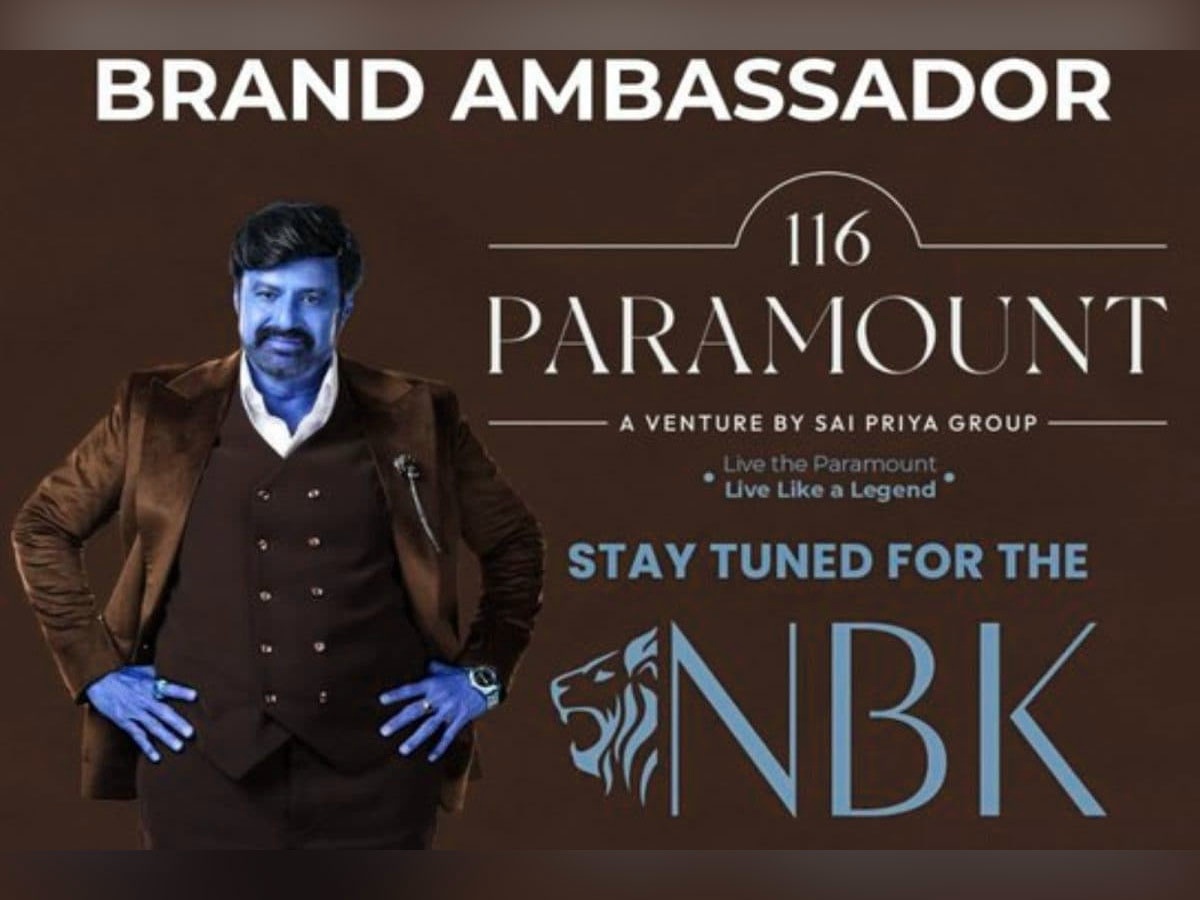 BRAND AMBASSADOR
116
PARAMOUNT
A VENTURE BY SAI PRIYA GROUP
Live the Paramount
Live Like a Legend
STAY TUNED FOR THE
NBK